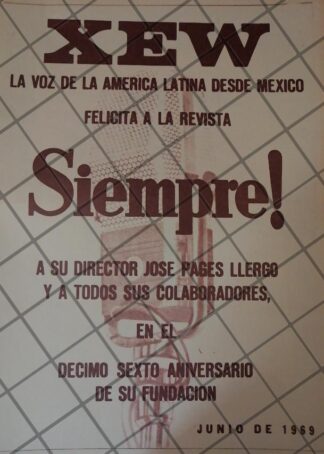 XEW
LA VOZ DE LA AMERICA LATINA DESDE MEXICO
FELICITA A LA REVISTA
Siempre!
A SU DIRECTOR JOSE PAGES LLERGO
Y A TODOS SUS COLABORADORES,
EN EL
DECIMO SEXTO ANIVERSARIO
DE SU FUNDACION
JUNIO DE 1969